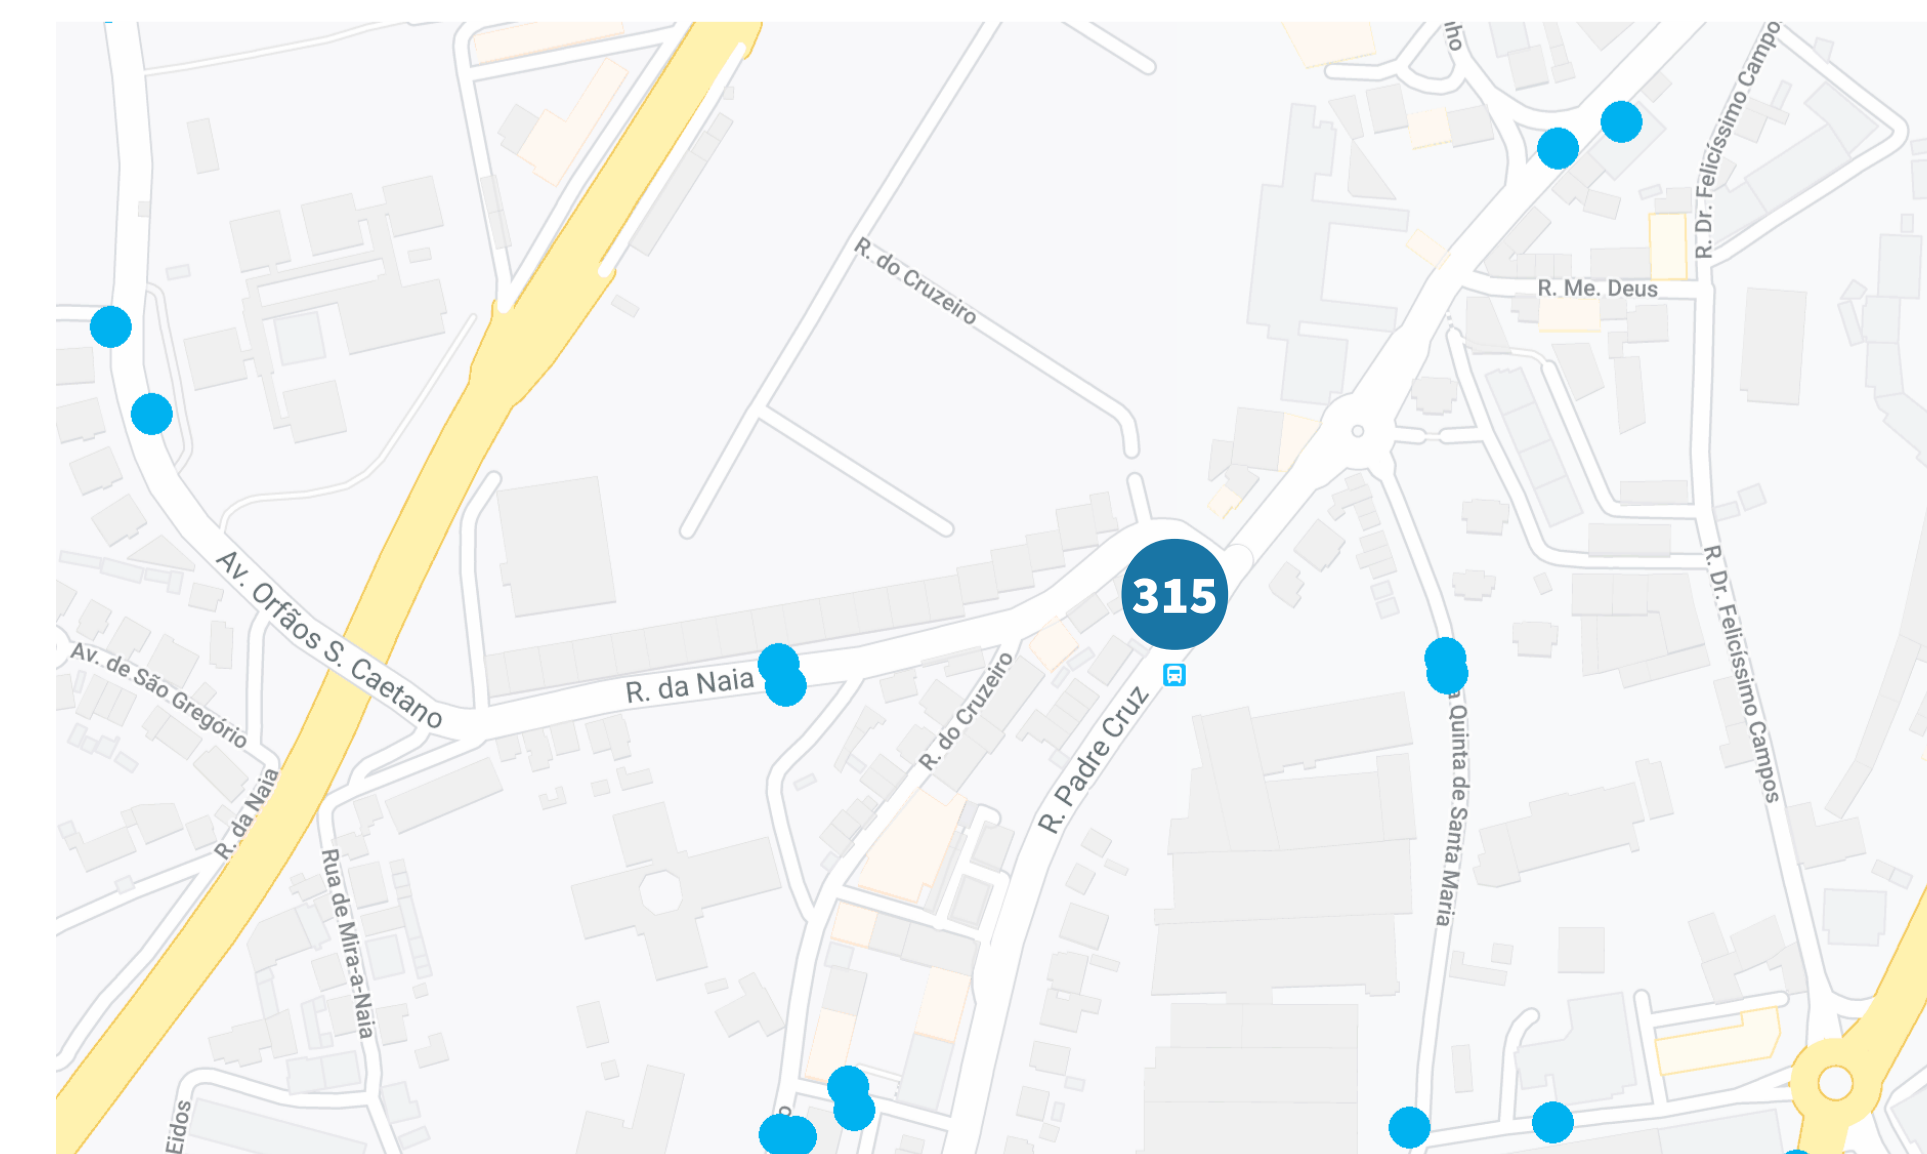 R. Dr. Felicíssimo Campo
R. do Cruzeiro
R. Me. Deus
315
Av. Orfãos S. Caetano
R. da Naia
Av. de São Gregório
R. do Cruzeiro
R. Padre Cruz
R. Dr. Felicíssimo Campos
a Quinta de Santa Maria
R. da Naia
Rua de Mira-a-Naia
Eidos